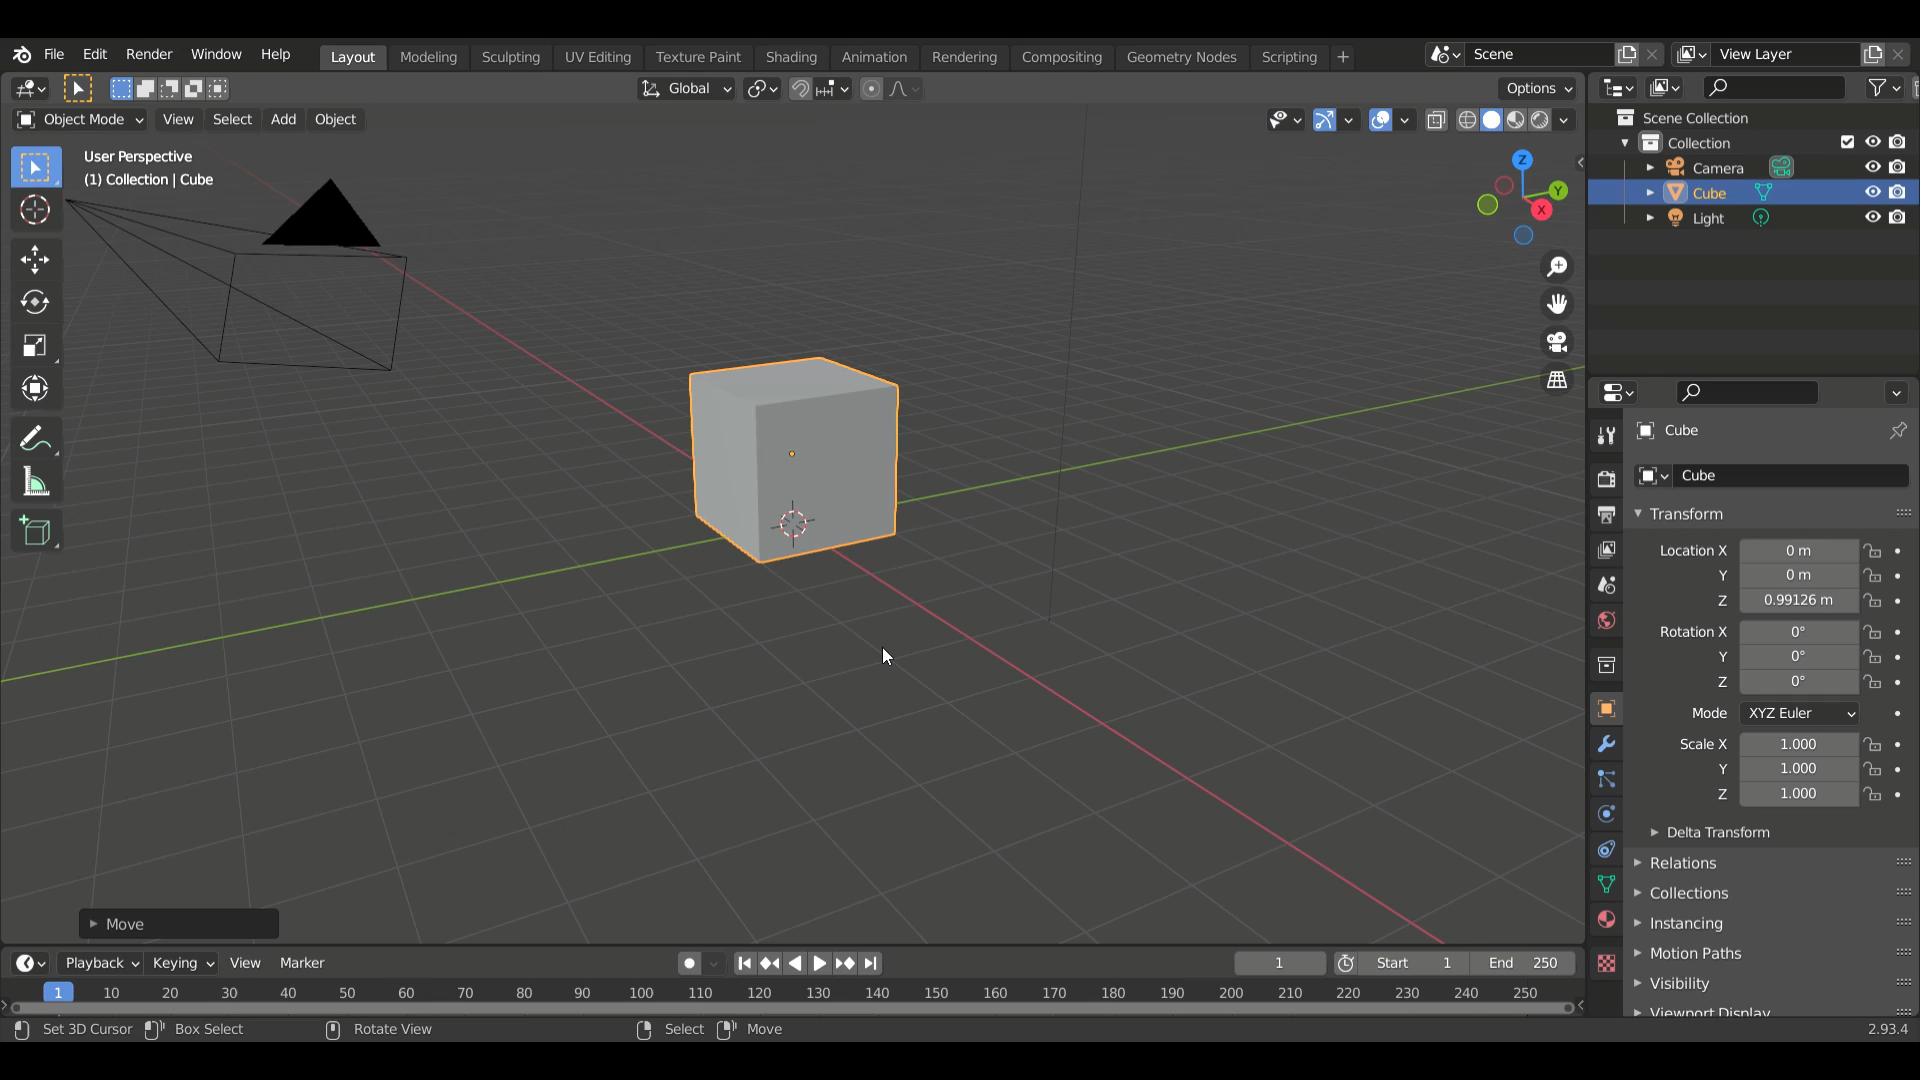 File Edit Render Window Help Layout Modeling Sculpting UV Editing Texture Paint Shading Animation Rendering Compositing Geometry Nodes Scripting + Scene View Layer
Global Options
Object Mode View Select Add Object
User Perspective
(1) Collection | Cube
Z
Y
X
Scene Collection
Collection
Camera
Cube
Light
Cube
Cube
Transform
Location X 0 m
Y 0 m
Z 0.99126 m
Rotation X 0°
Y 0°
Z 0°
Mode XYZ Euler
Scale X 1.000
Y 1.000
Z 1.000
Delta Transform
Relations
Collections
Instancing
Motion Paths
Visibility
Viewport Display
Move
Playback Keying View Marker 1 Start 1 End 250
1 10 20 30 40 50 60 70 80 90 100 110 120 130 140 150 160 170 180 190 200 210 220 230 240 250
Set 3D Cursor Box Select Rotate View Select Move 2.93.4